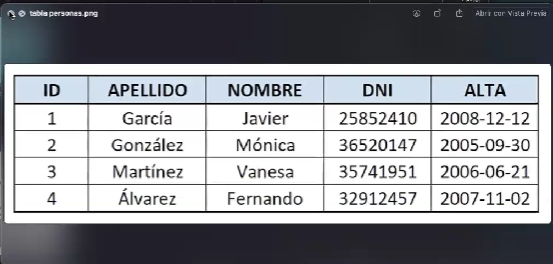 tabla personas.png
Abrir con Vista Previa
ID APELLIDO NOMBRE DNI ALTA
1 García Javier 25852410 2008-12-12
2 González Mónica 36520147 2005-09-30
3 Martínez Vanesa 35741951 2006-06-21
4 Álvarez Fernando 32912457 2007-11-02